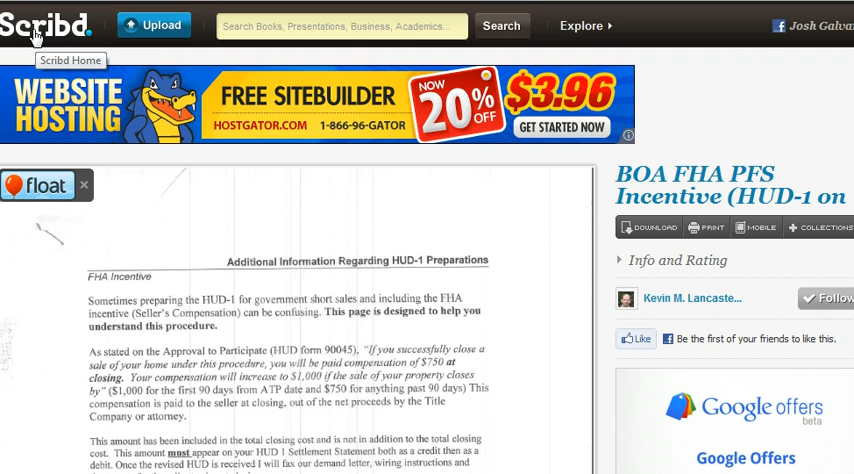 Scribd.
Upload
Search Books, Presentations, Business, Academics...
Search
Explore
Josh Galva
Scribd Home
WEBSITE
HOSTING
FREE SITEBUILDER
HOSTGATOR.COM 1-866-96-GATOR
NOW
20%
OFF
$3.96
GET STARTED NOW
float
BOA FHA PFS
Incentive (HUD-1 on
DOWNLOAD
PRINT
MOBILE
+ COLLECTIONS
Info and Rating
Kevin M. Lancaste...
Follow
Like
Be the first of your friends to like this.
Google offers
beta
Google Offers
Additional Information Regarding HUD-1 Preparations
FHA Incentive
Sometimes preparing the HUD-1 for government short sales and including the FHA
incentive (Seller's Compensation) can be confusing. This page is designed to help you
understand this procedure.
As stated on the Approval to Participate (HUD form 90045), "If you successfully close a
sale of your home under this procedure, you will be paid compensation of $750 at
closing. Your compensation will increase to $1,000 if the sale of your property closes
by" ($1,000 for the first 90 days from ATP date and $750 for anything past 90 days) This
compensation is paid to the seller at closing, out of the net proceeds by the Title
Company or attorney.
This amount has been included in the total closing cost and is not in addition to the total closing
cost. This amount must appear on your HUD 1 Settlement Statement both as a credit then as a
debit. Once the revised HUD is received I will fax our demand letter, wiring instructions and